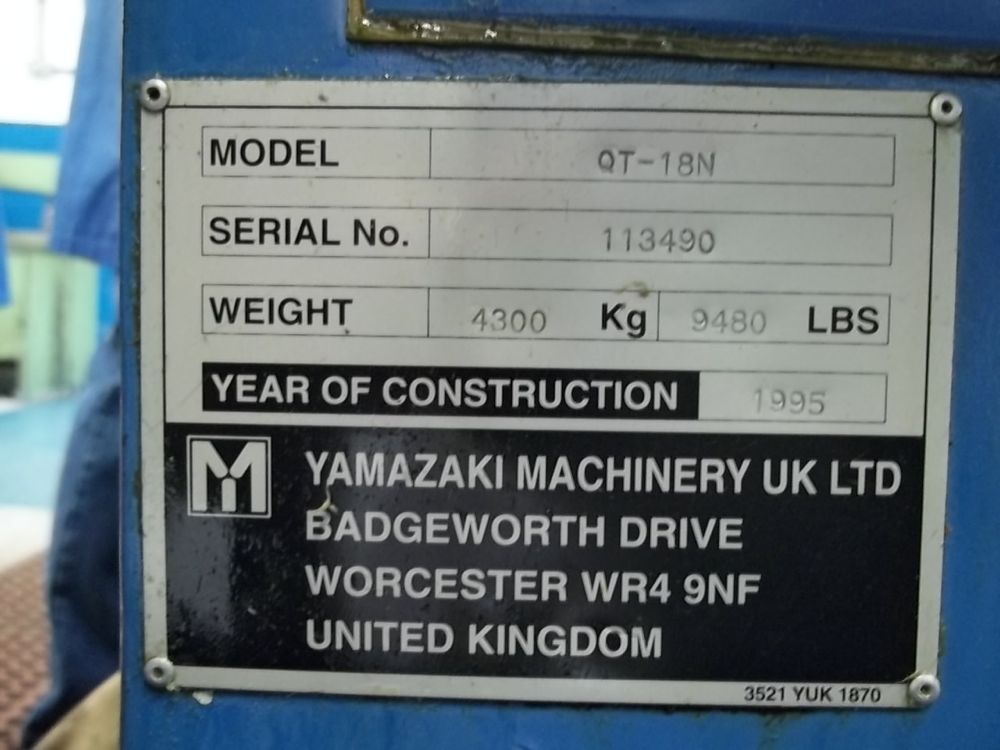 MODEL QT-18N
SERIAL No. 113490
WEIGHT 4300 Kg 9480 LBS
YEAR OF CONSTRUCTION 1995
YAMAZAKI MACHINERY UK LTD
BADGEWORTH DRIVE
WORCESTER WR4 9NF
UNITED KINGDOM
3521 YUK 1870